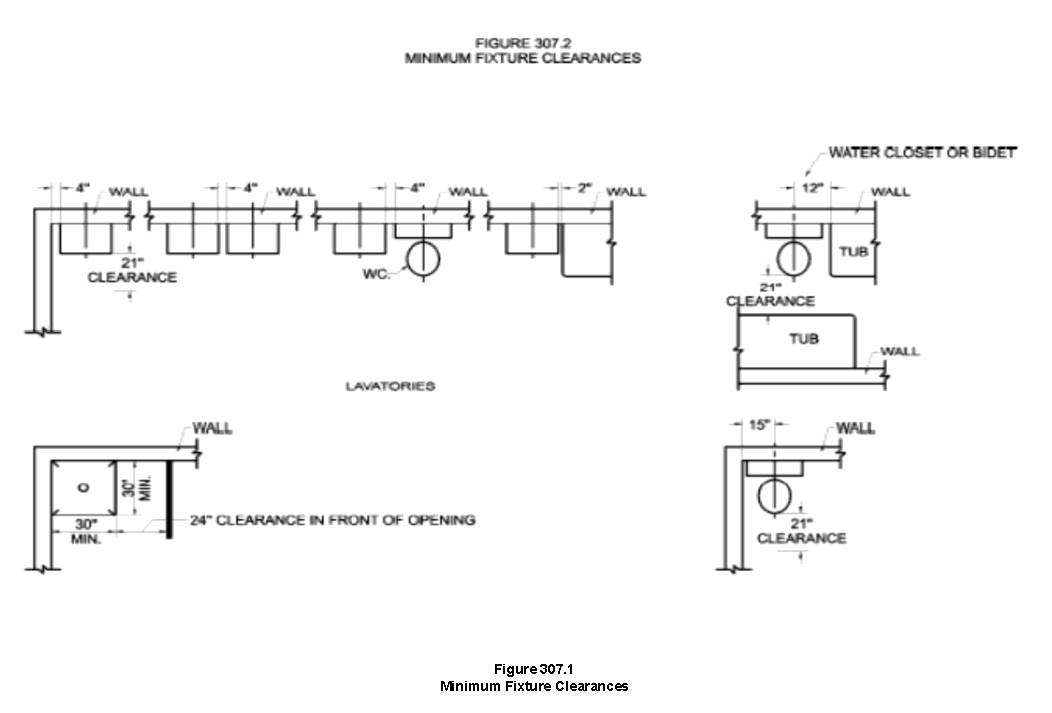 FIGURE 307.2
MINIMUM FIXTURE CLEARANCES
WATER CLOSET OR BIDET
4" WALL
4" WALL
4" WALL
2" WALL
12" WALL
21"
CLEARANCE
WC.
TUB
21"
CLEARANCE
TUB
WALL
LAVATORIES
WALL
30"
MIN.
30"
MIN.
24" CLEARANCE IN FRONT OF OPENING
15" WALL
21"
CLEARANCE
Figure 307.1
Minimum Fixture Clearances